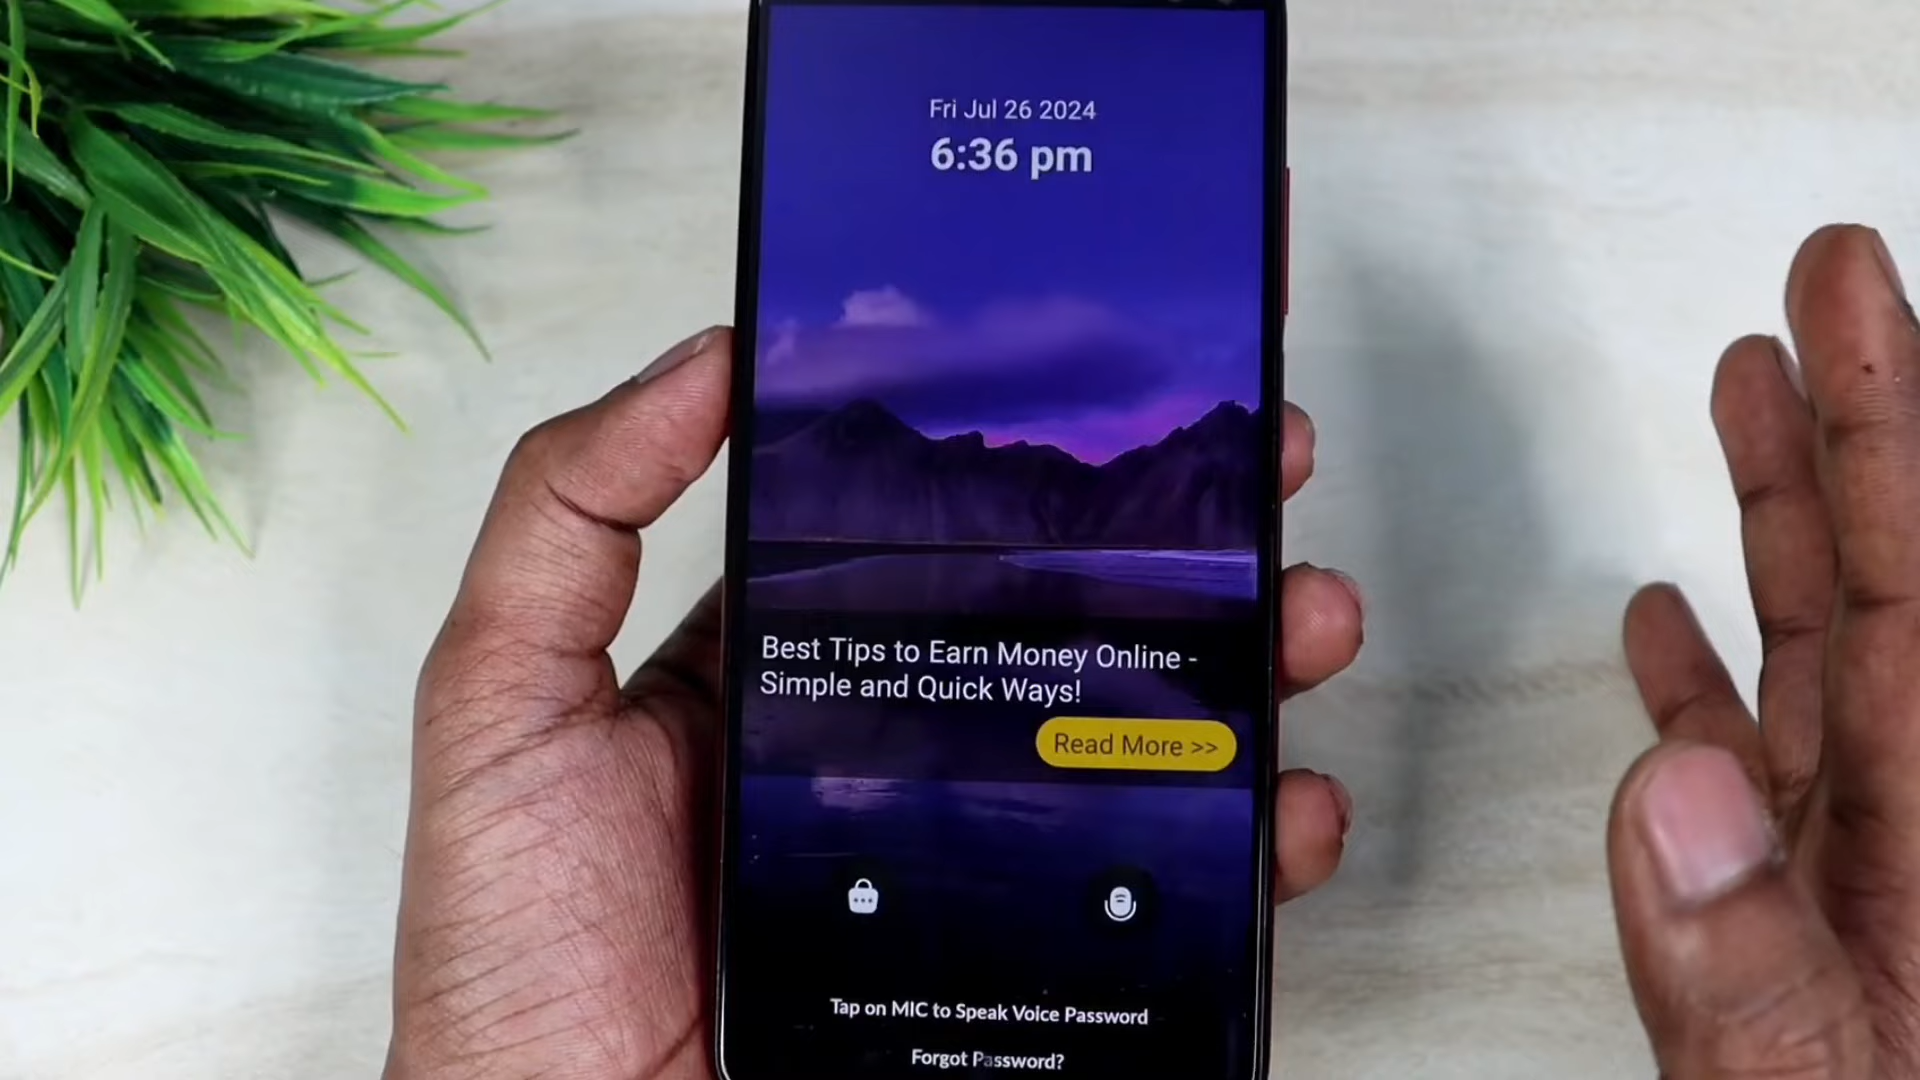 Fri Jul 26 2024
6:36 pm
Best Tips to Earn Money Online -
Simple and Quick Ways!
Read More >>
Tap on MIC to Speak Voice Password
Forgot Password?